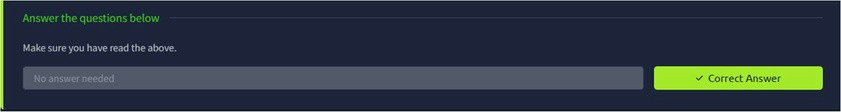 Answer the questions below
Make sure you have read the above.
No answer needed
✓ Correct Answer